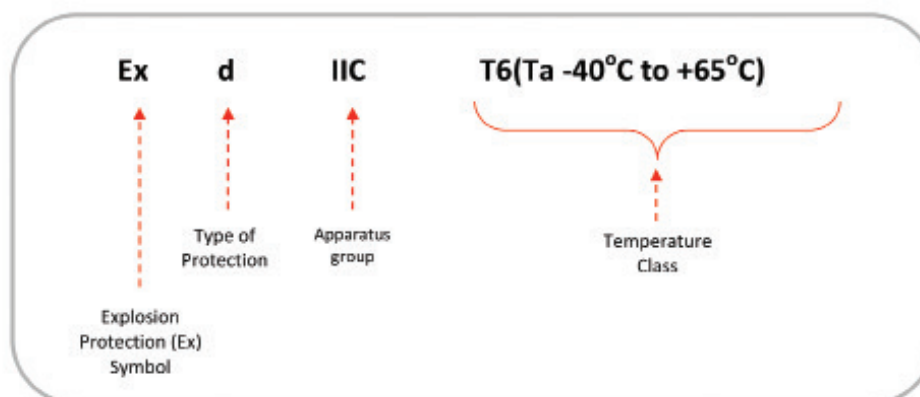 Ex d IIC T6(Ta -40°C to +65°C)
Type of
Protection
Apparatus
group
Temperature
Class
Explosion
Protection (Ex)
Symbol